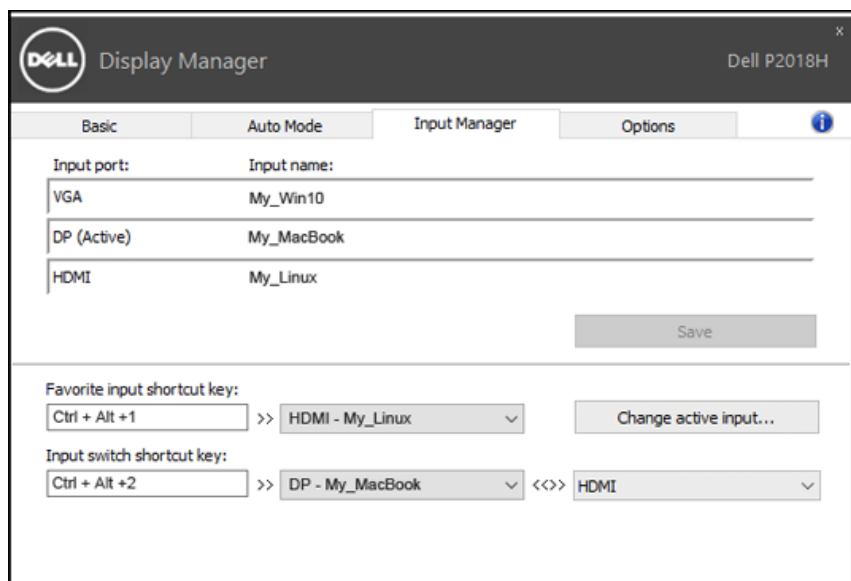 x
DELL Display Manager Dell P2018H
Basic Auto Mode Input Manager Options i
Input port: Input name:
VGA My_Win10
DP (Active) My_MacBook
HDMI My_Linux
Save
Favorite input shortcut key:
Ctrl + Alt +1 >> HDMI - My_Linux Change active input...
Input switch shortcut key:
Ctrl + Alt +2 >> DP - My_MacBook <<>> HDMI